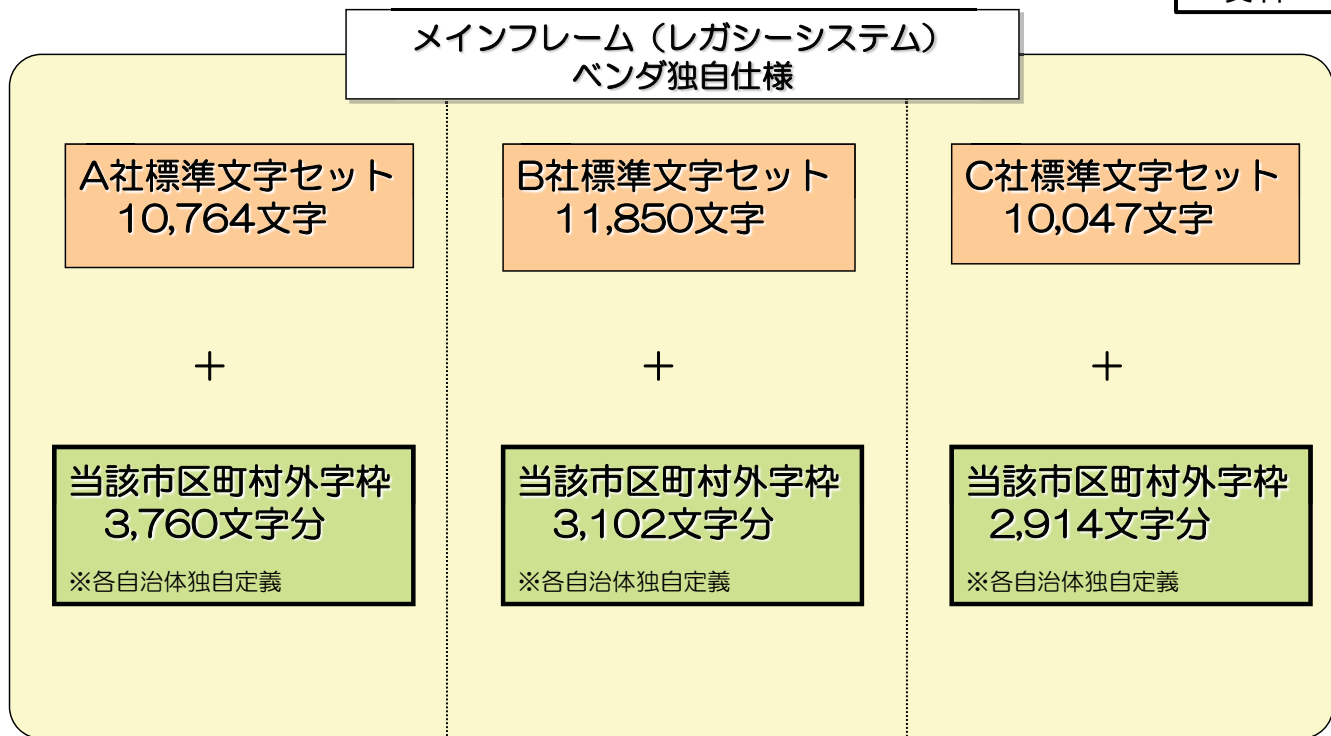 メインフレーム（レガシーシステム）
ベンダ独自仕様
A社標準文字セット
10,764文字
B社標準文字セット
11,850文字
C社標準文字セット
10,047文字
＋
＋
＋
当該市区町村外字枠
3,760文字分
※各自治体独自定義
当該市区町村外字枠
3,102文字分
※各自治体独自定義
当該市区町村外字枠
2,914文字分
※各自治体独自定義